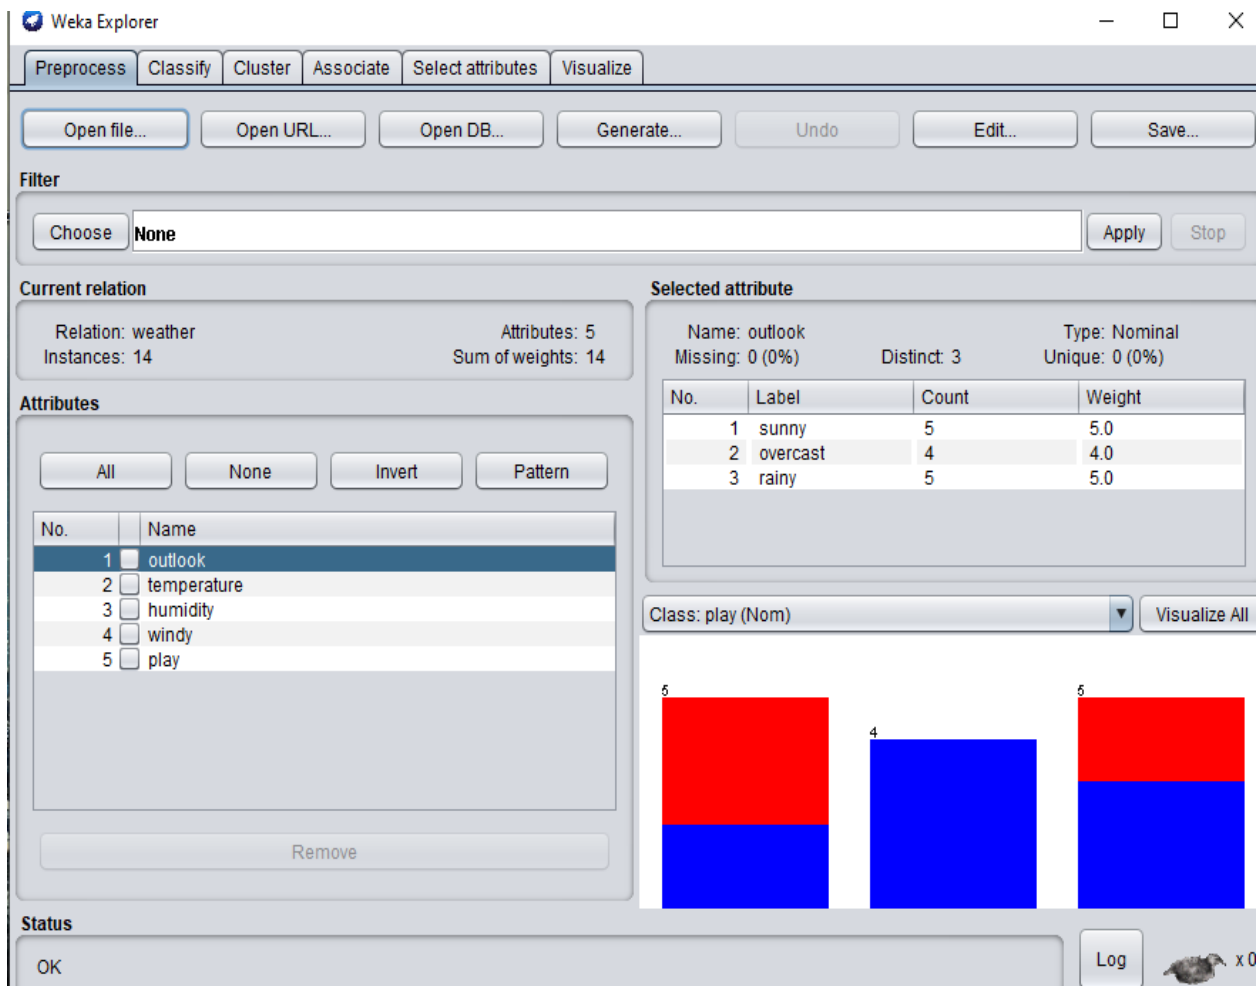 Weka Explorer
Preprocess Classify Cluster Associate Select attributes Visualize
Open file... Open URL... Open DB... Generate... Undo Edit... Save...
Filter
Choose None Apply Stop
Current relation
Relation: weather Attributes: 5
Instances: 14 Sum of weights: 14
Attributes
All None Invert Pattern
No. Name
1 outlook
2 temperature
3 humidity
4 windy
5 play
Remove
Selected attribute
Name: outlook Type: Nominal
Missing: 0 (0%) Distinct: 3 Unique: 0 (0%)
No. Label Count Weight
1 sunny 5 5.0
2 overcast 4 4.0
3 rainy 5 5.0
Class: play (Nom) Visualize All
5 4 5
Status
OK
Log x 0